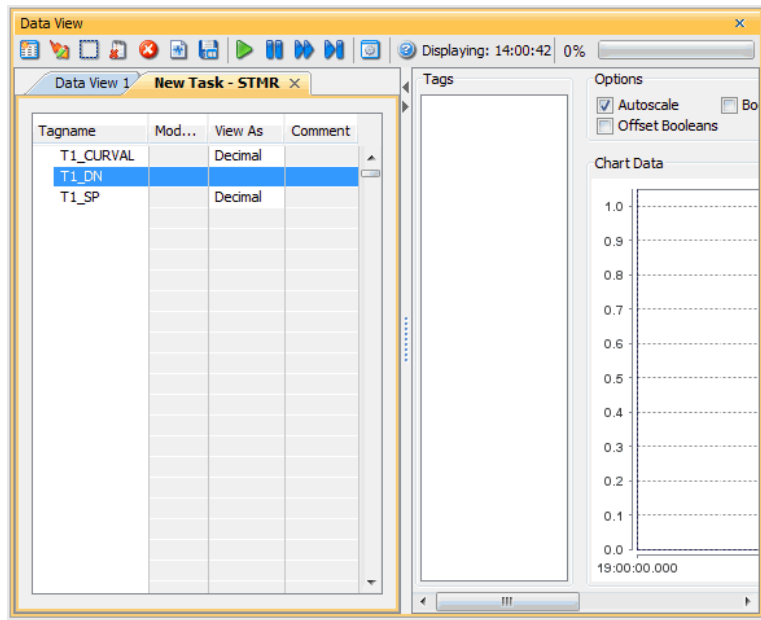 Data View
Displaying: 14:00:42 0%
Data View 1 New Task - STMR
Tagname Mod... View As Comment
T1_CURVAL Decimal
T1_DN
T1_SP Decimal
Tags
Options
Autoscale Bo
Offset Booleans
Chart Data
1.0
0.9
0.8
0.7
0.6
0.5
0.4
0.3
0.2
0.1
0.0
19:00:00.000